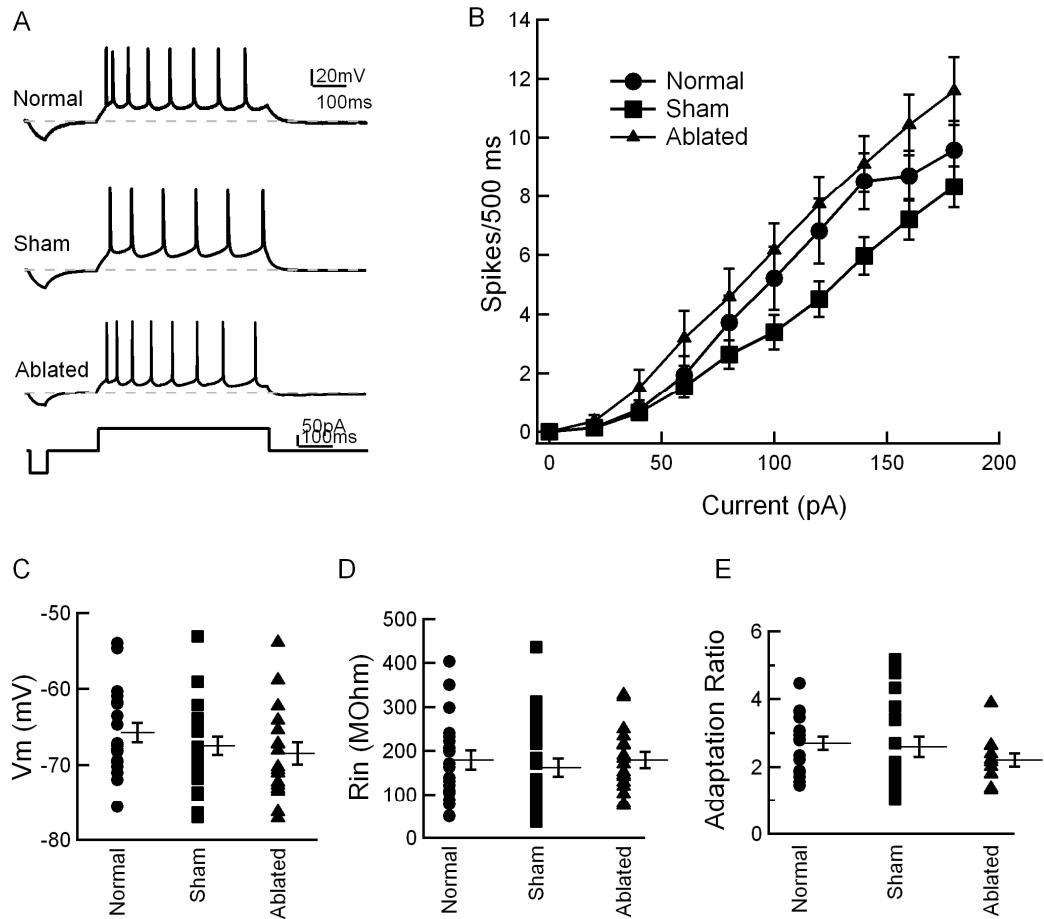 A
Normal
20mV
100ms
Sham
Ablated
50pA
100ms
B
14
12
10
8
6
4
2
0
Spikes/500 ms
Normal
Sham
Ablated
0
50
100
150
200
Current (pA)
C
-50
-60
-70
-80
Vm (mV)
Normal
Sham
Ablated
D
500
400
300
200
100
0
Rin (MOhm)
Normal
Sham
Ablated
E
6
4
2
0
Adaptation Ratio
Normal
Sham
Ablated